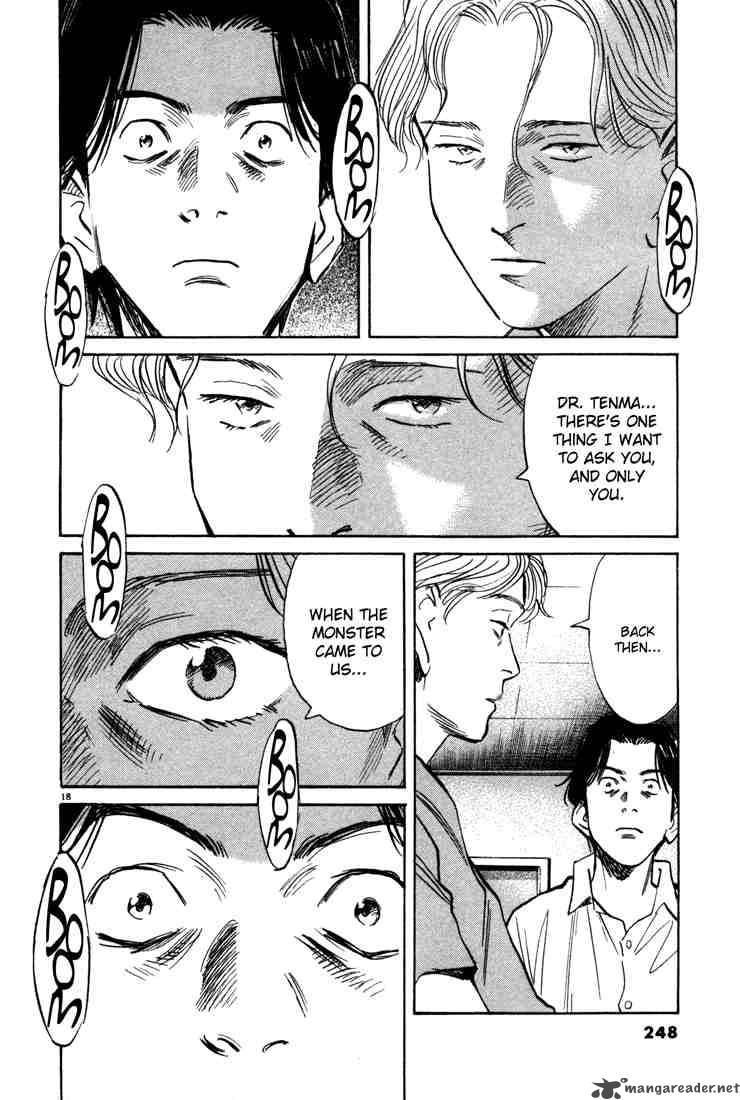 BOOM
BOOM
BOOM
DR. TENMA...
THERE'S ONE
THING I WANT
TO ASK YOU,
AND ONLY
YOU.
BACK
THEN...
BOOM
WHEN THE
MONSTER
CAME TO
US...
BOOM
18
BOOM
248
mangareader.net